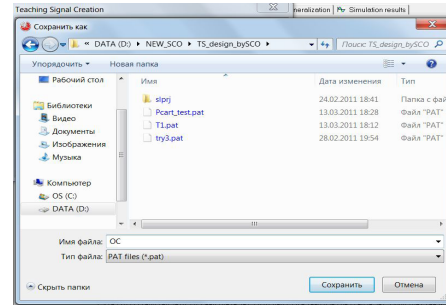 Teaching Signal Creation
neralization | Simulation results |
Сохранить как
« DATA (D:) ▸ NEW_SCO ▸ TS_design_bySCO ▸
Поиск: TS_design_bySCO
Упорядочить ▾ Новая папка
Рабочий стол
Библиотеки
Видео
Документы
Изображения
Музыка
Компьютер
OS (C:)
DATA (D:)
Имя Дата изменения Тип
slprj 24.02.2011 18:41 Папка с фай
Pcart_test.pat 13.03.2011 18:28 Файл "PAT"
T1.pat 13.03.2011 18:12 Файл "PAT"
try3.pat 28.02.2011 19:54 Файл "PAT"
Имя файла: OC
Тип файла: PAT files (*.pat)
Скрыть папки
Сохранить Отмена